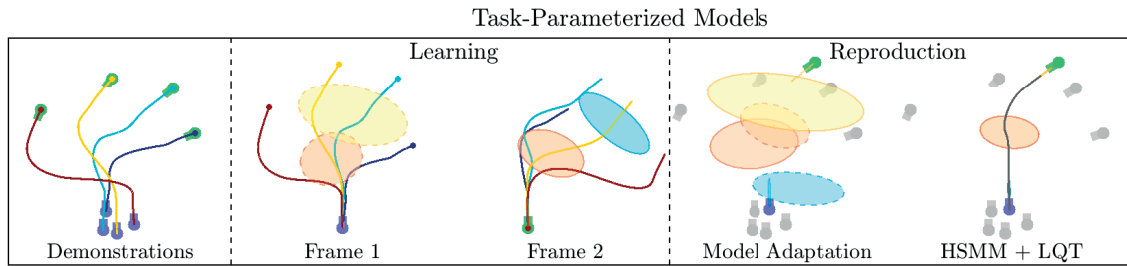 Task-Parameterized Models
Learning
Reproduction
Demonstrations
Frame 1
Frame 2
Model Adaptation
HSMM + LQT